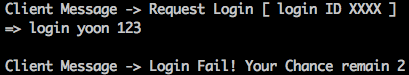 Client Message -> Request Login [ login ID XXXX ]
=> login yoon 123
Client Message -> Login Fail! Your Chance remain 2